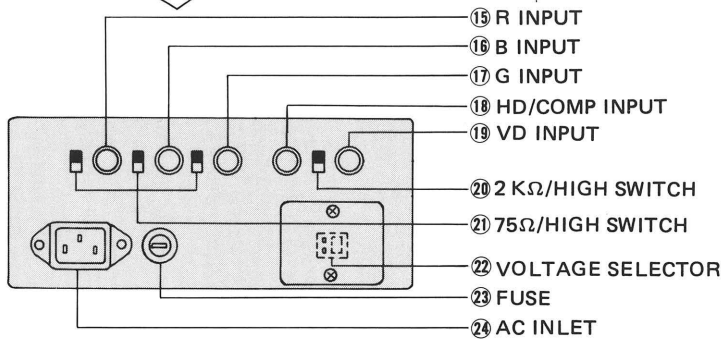 ⑮ R INPUT
⑯ B INPUT
⑰ G INPUT
⑱ HD/COMP INPUT
⑲ VD INPUT
⑳ 2 KΩ/HIGH SWITCH
㉑ 75Ω/HIGH SWITCH
㉒ VOLTAGE SELECTOR
㉓ FUSE
㉔ AC INLET